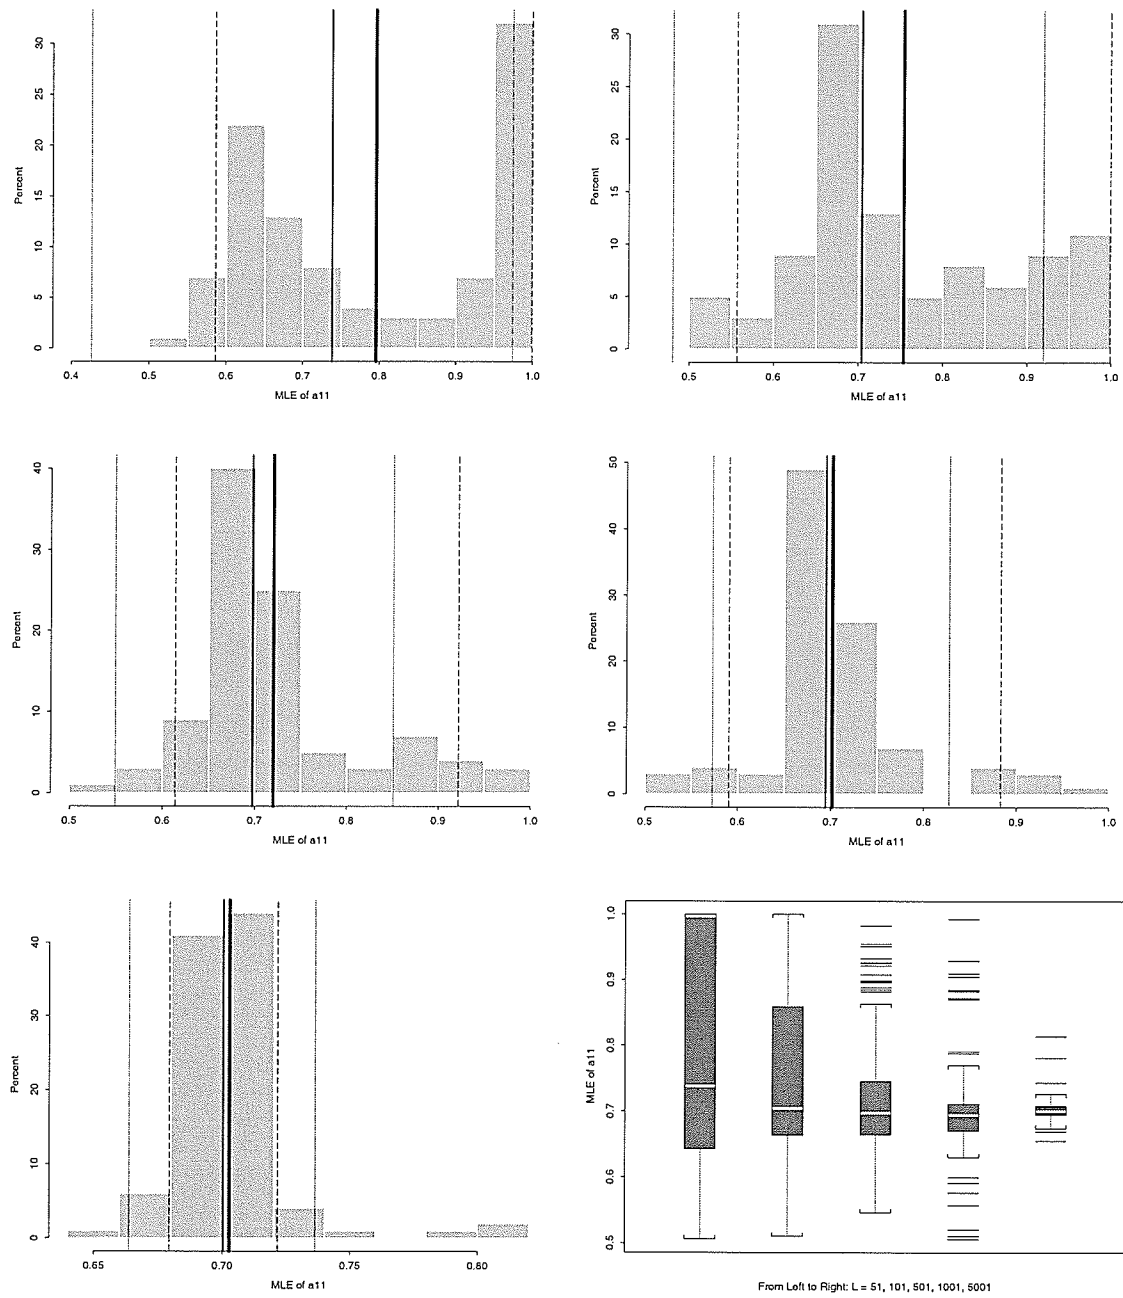 Percent
0 5 10 15 20 25 30
0.4 0.5 0.6 0.7 0.8 0.9 1.0
MLE of a11
Percent
0 5 10 15 20 25 30
0.5 0.6 0.7 0.8 0.9 1.0
MLE of a11
Percent
0 10 20 30 40
0.5 0.6 0.7 0.8 0.9 1.0
MLE of a11
Percent
0 10 20 30 40 50
0.5 0.6 0.7 0.8 0.9 1.0
MLE of a11
Percent
0 10 20 30 40
0.65 0.70 0.75 0.80
MLE of a11
MLE of a11
0.5 0.6 0.7 0.8 0.9 1.0
From Left to Right: L = 51, 101, 501, 1001, 5001